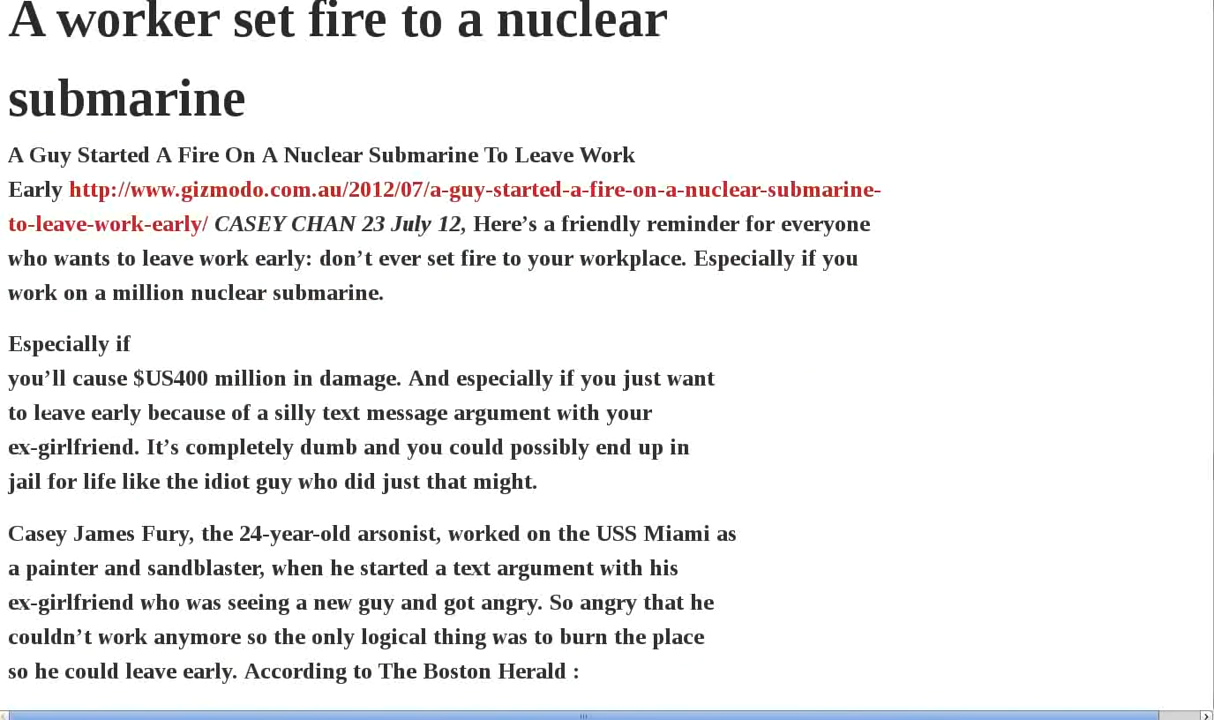 A worker set fire to a nuclear
submarine
A Guy Started A Fire On A Nuclear Submarine To Leave Work
Early http://www.gizmodo.com.au/2012/07/a-guy-started-a-fire-on-a-nuclear-submarine-
to-leave-work-early/ CASEY CHAN 23 July 12, Here’s a friendly reminder for everyone
who wants to leave work early: don’t ever set fire to your workplace. Especially if you
work on a million nuclear submarine.
Especially if
you’ll cause $US400 million in damage. And especially if you just want
to leave early because of a silly text message argument with your
ex-girlfriend. It’s completely dumb and you could possibly end up in
jail for life like the idiot guy who did just that might.
Casey James Fury, the 24-year-old arsonist, worked on the USS Miami as
a painter and sandblaster, when he started a text argument with his
ex-girlfriend who was seeing a new guy and got angry. So angry that he
couldn’t work anymore so the only logical thing was to burn the place
so he could leave early. According to The Boston Herald :